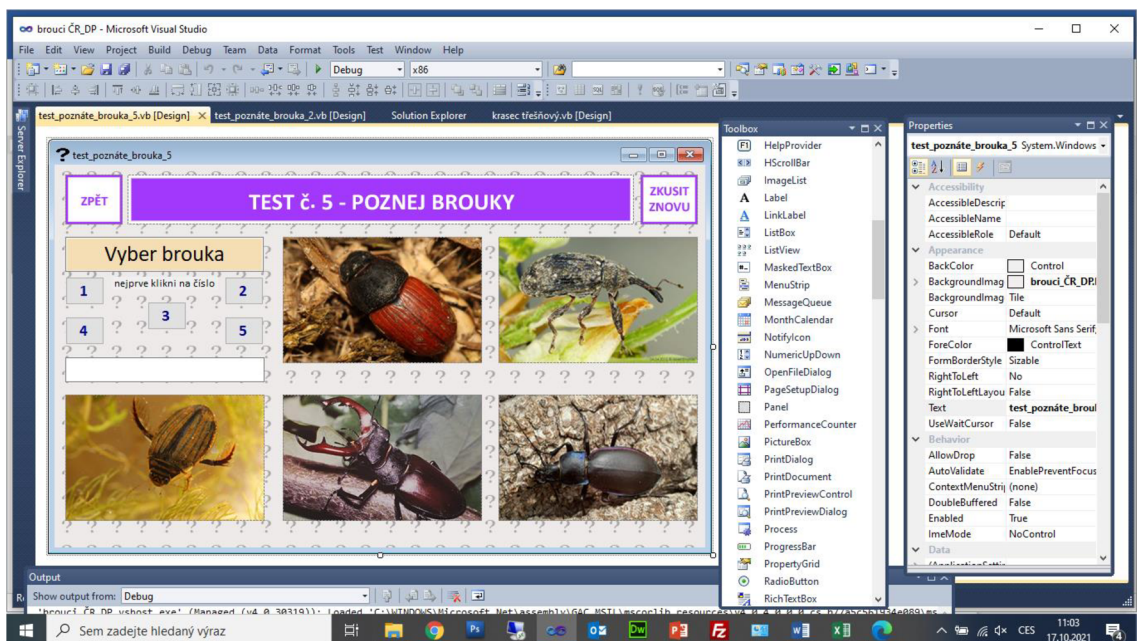 brouci ČR_DP - Microsoft Visual Studio
File Edit View Project Build Debug Team Data Format Tools Test Window Help
Debug x86
test_poznáte_brouka_5.vb [Design] test_poznáte_brouka_2.vb [Design] Solution Explorer krasec třešňový.vb [Design]
Server Explorer
test_poznáte_brouka_5
ZPĚT
TEST č. 5 - POZNEJ BROUKY
ZKUSIT
ZNOVU
Vyber brouka
nejprve klikni na číslo
1
2
3
4
5
Toolbox
HelpProvider
HScrollBar
ImageList
Label
LinkLabel
ListBox
ListView
MaskedTextBox
MenuStrip
MessageQueue
MonthCalendar
NotifyIcon
NumericUpDown
OpenFileDialog
PageSetupDialog
Panel
PerformanceCounter
PictureBox
PrintDialog
PrintDocument
PrintPreviewControl
PrintPreviewDialog
Process
ProgressBar
PropertyGrid
RadioButton
RichTextBox
Properties
test_poznáte_brouka_5 System.Windows
Accessibility
AccessibleDescrip
AccessibleName
AccessibleRole Default
Appearance
BackColor Control
BackgroundImag brouci_ČR_DP.
BackgroundImag Tile
Cursor Default
Font Microsoft Sans Serif,
ForeColor ControlText
FormBorderStyle Sizable
RightToLeft No
RightToLeftLayou False
Text test_poznáte_brou
UseWaitCursor False
Behavior
AllowDrop False
AutoValidate EnablePreventFocus
ContextMenuStri (none)
DoubleBuffered False
Enabled True
ImeMode NoControl
Data
Output
Show output from: Debug
Sem zadejte hledaný výraz
CES
11:03
17.10.2021